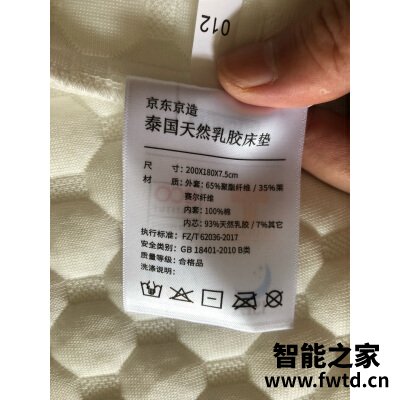 012
京东京造
泰国天然乳胶床垫
尺 寸：200X180X7.5cm
材 质：外套：65%聚酯纤维 / 35%莱
赛尔纤维
内套：100%棉
内芯：93%天然乳胶 / 7%其它
执行标准：FZ/T 62036-2017
安全类别：GB 18401-2010 B类
质量等级：合格品
洗涤说明：
智能之家
www.fwtd.cn